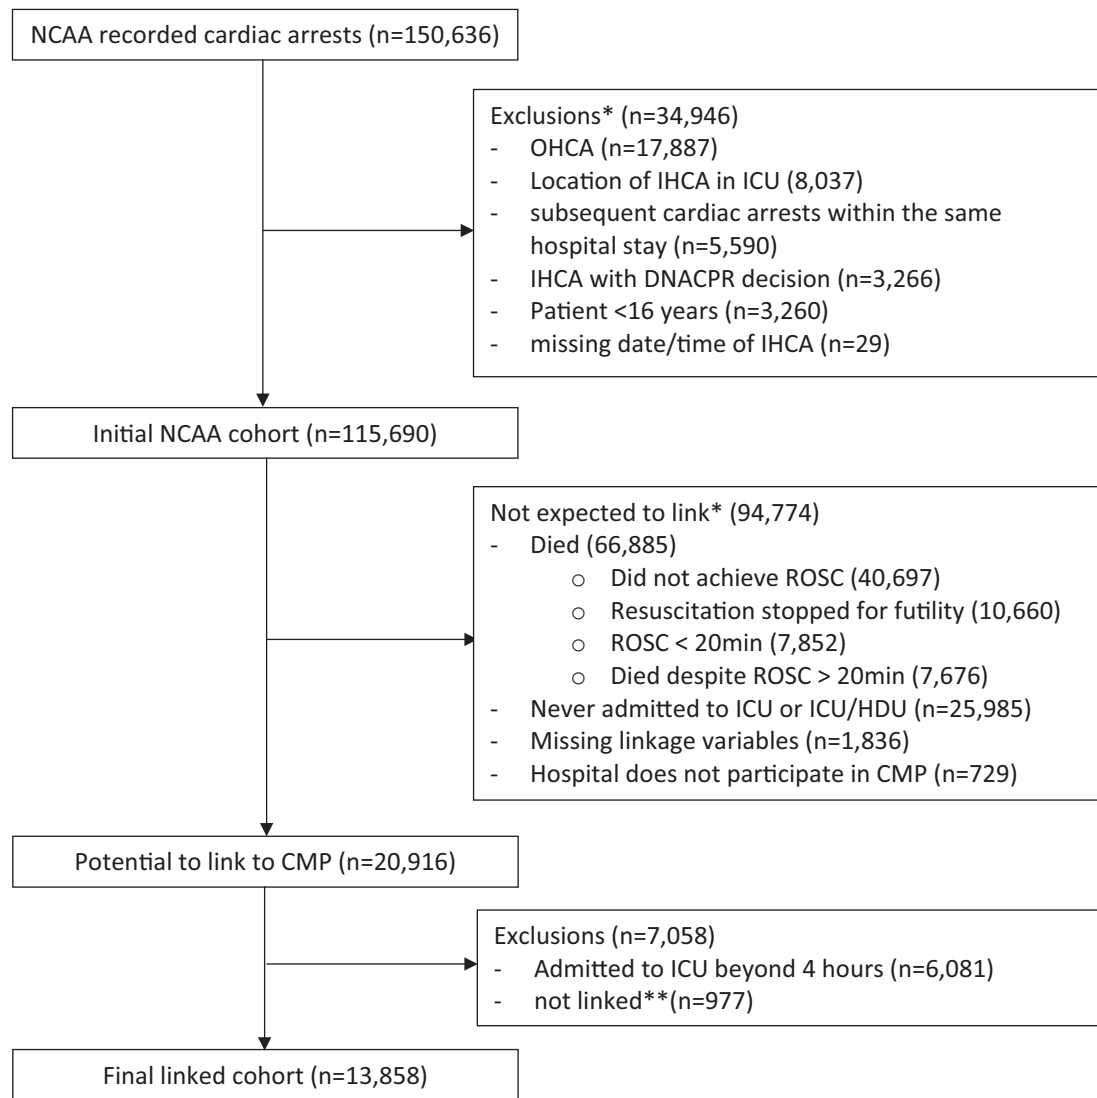 NCAA recorded cardiac arrests (n=150,636)
Exclusions* (n=34,946)
- OHCA (n=17,887)
- Location of IHCA in ICU (8,037)
- subsequent cardiac arrests within the same
hospital stay (n=5,590)
- IHCA with DNACPR decision (n=3,266)
- Patient <16 years (n=3,260)
- missing date/time of IHCA (n=29)
Initial NCAA cohort (n=115,690)
Not expected to link* (94,774)
- Died (66,885)
o Did not achieve ROSC (40,697)
o Resuscitation stopped for futility (10,660)
o ROSC < 20min (7,852)
o Died despite ROSC > 20min (7,676)
- Never admitted to ICU or ICU/HDU (n=25,985)
- Missing linkage variables (n=1,836)
- Hospital does not participate in CMP (n=729)
Potential to link to CMP (n=20,916)
Exclusions (n=7,058)
- Admitted to ICU beyond 4 hours (n=6,081)
- not linked**(n=977)
Final linked cohort (n=13,858)